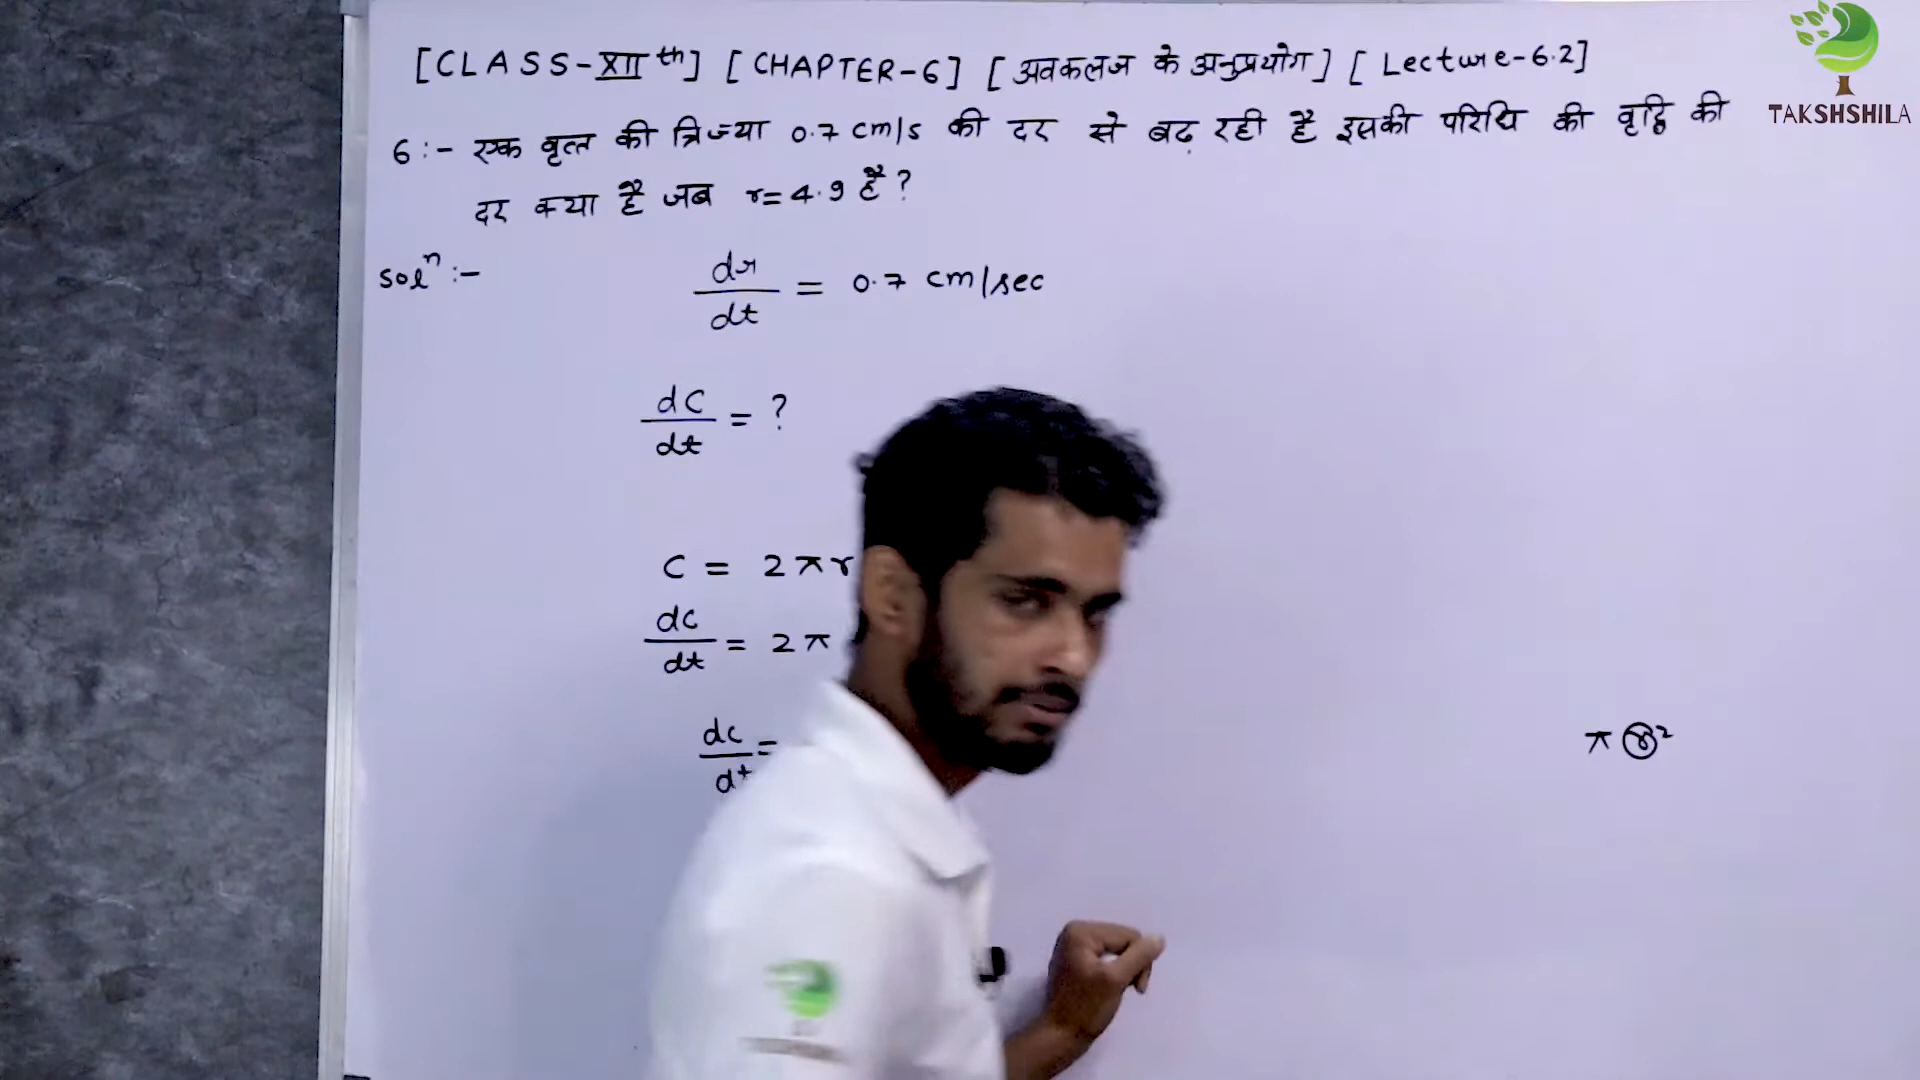 [CLASS-XIIth] [CHAPTER-6] [अवकलज के अनुप्रयोग] [Lecture-6.2]
TAKSHSHILA
6:- एक वृत्त की त्रिज्या 0.7 cm/s की दर से बढ़ रही है इसकी परिधि की वृद्धि की
दर क्या है जब r=4.9 है?
Solⁿ:-
dr/dt = 0.7 cm/sec
dC/dt = ?
C = 2πr
dc/dt = 2π
dc/dt =
πr²